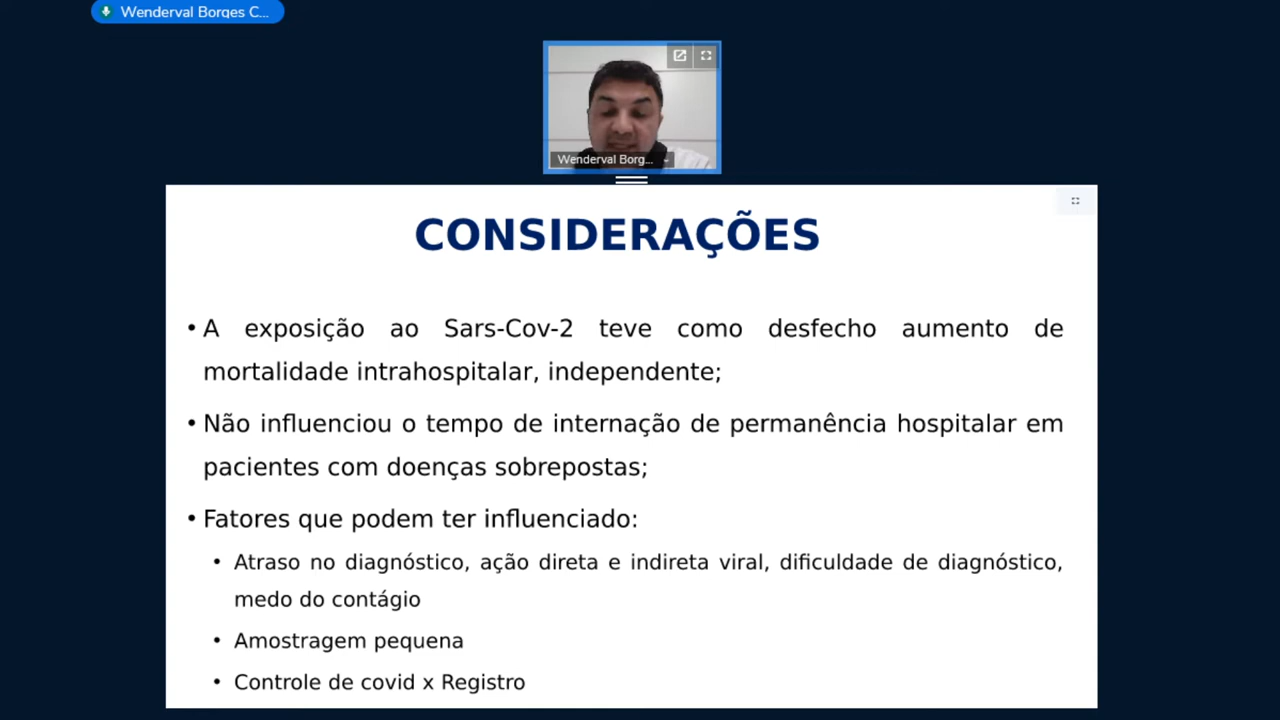 Wenderval Borges C...
Wenderval Borg...
CONSIDERAÇÕES
• A exposição ao Sars-Cov-2 teve como desfecho aumento de
mortalidade intrahospitalar, independente;
• Não influenciou o tempo de internação de permanência hospitalar em
pacientes com doenças sobrepostas;
• Fatores que podem ter influenciado:
• Atraso no diagnóstico, ação direta e indireta viral, dificuldade de diagnóstico,
medo do contágio
• Amostragem pequena
• Controle de covid x Registro